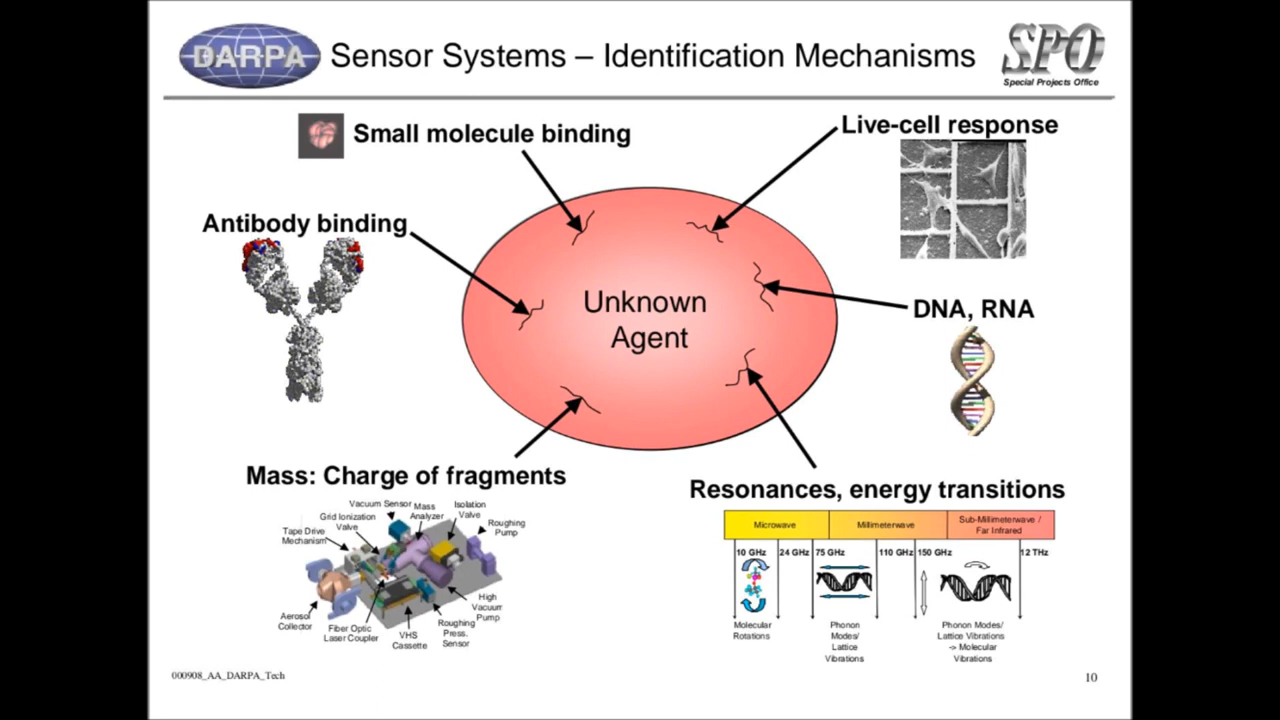 DARPA
Sensor Systems – Identification Mechanisms
SPO
Special Projects Office
Small molecule binding
Live-cell response
Antibody binding
Unknown
Agent
DNA, RNA
Mass: Charge of fragments
Resonances, energy transitions
Vacuum Sensor
Mass
Analyzer
Isolation
Valve
Grid Ionization
Valve
Roughing
Pump
Tape Drive
Mechanism
Aerosol
Collector
Fiber Optic
Laser Coupler
VHS
Cassette
Roughing
Press.
Sensor
High
Vacuum
Pump
Microwave
Millimeterwave
Sub-Millimeterwave /
Far Infrared
10 GHz
24 GHz
75 GHz
110 GHz
150 GHz
12 THz
Molecular
Rotations
Phonon
Modes/
Lattice
Vibrations
Phonon Modes/
Lattice Vibrations
-> Molecular
Vibrations
000908_AA_DARPA_Tech
10